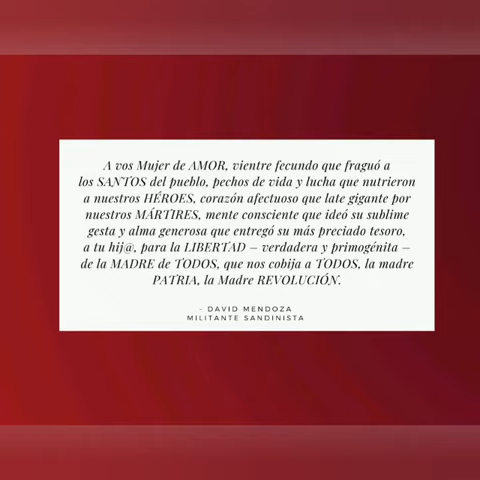 A vos Mujer de AMOR, vientre fecundo que fraguó a
los SANTOS del pueblo, pechos de vida y lucha que nutrieron
a nuestros HÉROES, corazón afectuoso que late gigante por
nuestros MÁRTIRES, mente consciente que ideó su sublime
gesta y alma generosa que entregó su más preciado tesoro,
a tu hij@, para la LIBERTAD – verdadera y primogénita –
de la MADRE de TODOS, que nos cobija a TODOS, la madre
PATRIA, la Madre REVOLUCIÓN.
- DAVID MENDOZA
MILITANTE SANDINISTA